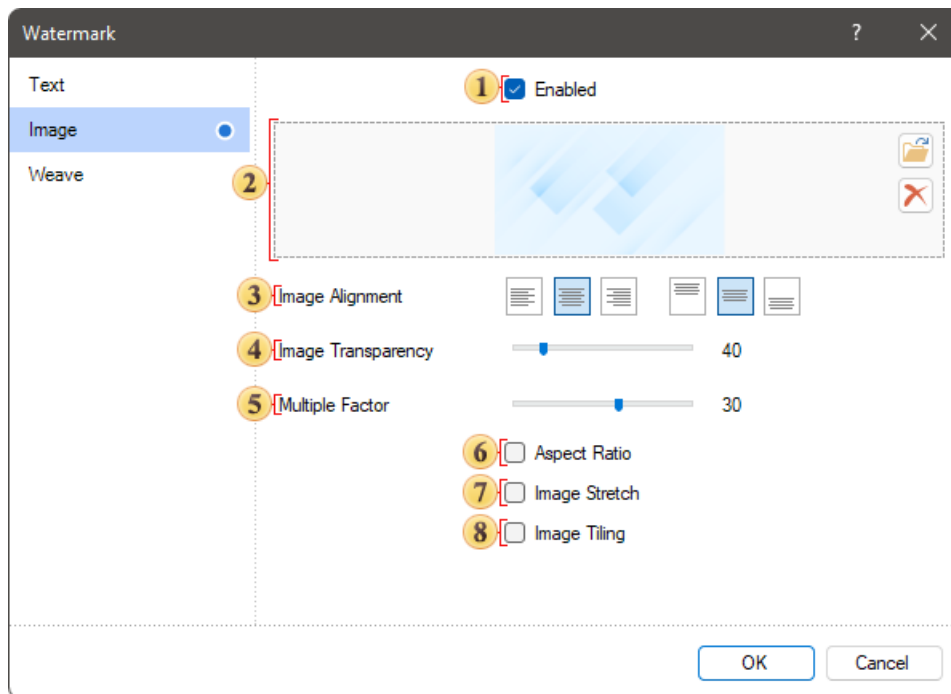 Watermark ?
Text
1 Enabled
Image
Weave
2
3 Image Alignment
4 Image Transparency 40
5 Multiple Factor 30
6 Aspect Ratio
7 Image Stretch
8 Image Tiling
OK Cancel